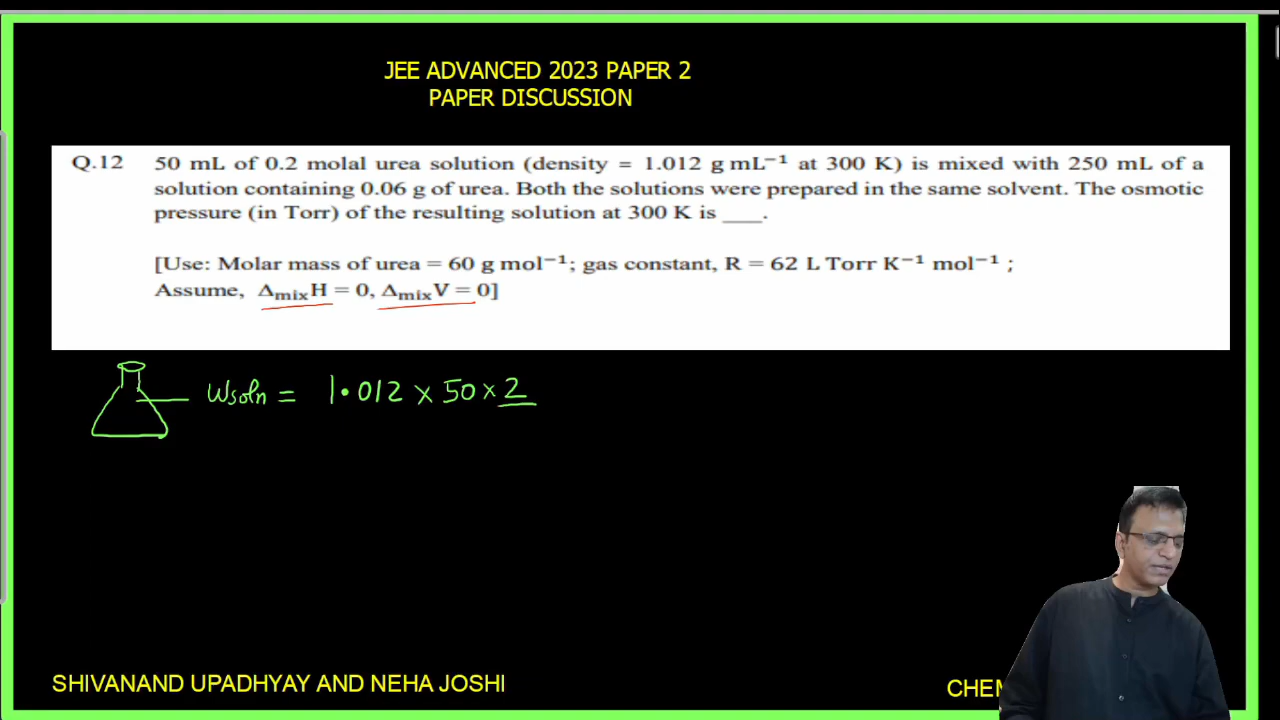 JEE ADVANCED 2023 PAPER 2
PAPER DISCUSSION
Q.12 50 mL of 0.2 molal urea solution (density = 1.012 g mL⁻¹ at 300 K) is mixed with 250 mL of a
solution containing 0.06 g of urea. Both the solutions were prepared in the same solvent. The osmotic
pressure (in Torr) of the resulting solution at 300 K is ___.
[Use: Molar mass of urea = 60 g mol⁻¹; gas constant, R = 62 L Torr K⁻¹ mol⁻¹ ;
Assume, ΔmixH = 0, ΔmixV = 0]
Wsoln = 1.012 × 50 × 2
SHIVANAND UPADHYAY AND NEHA JOSHI